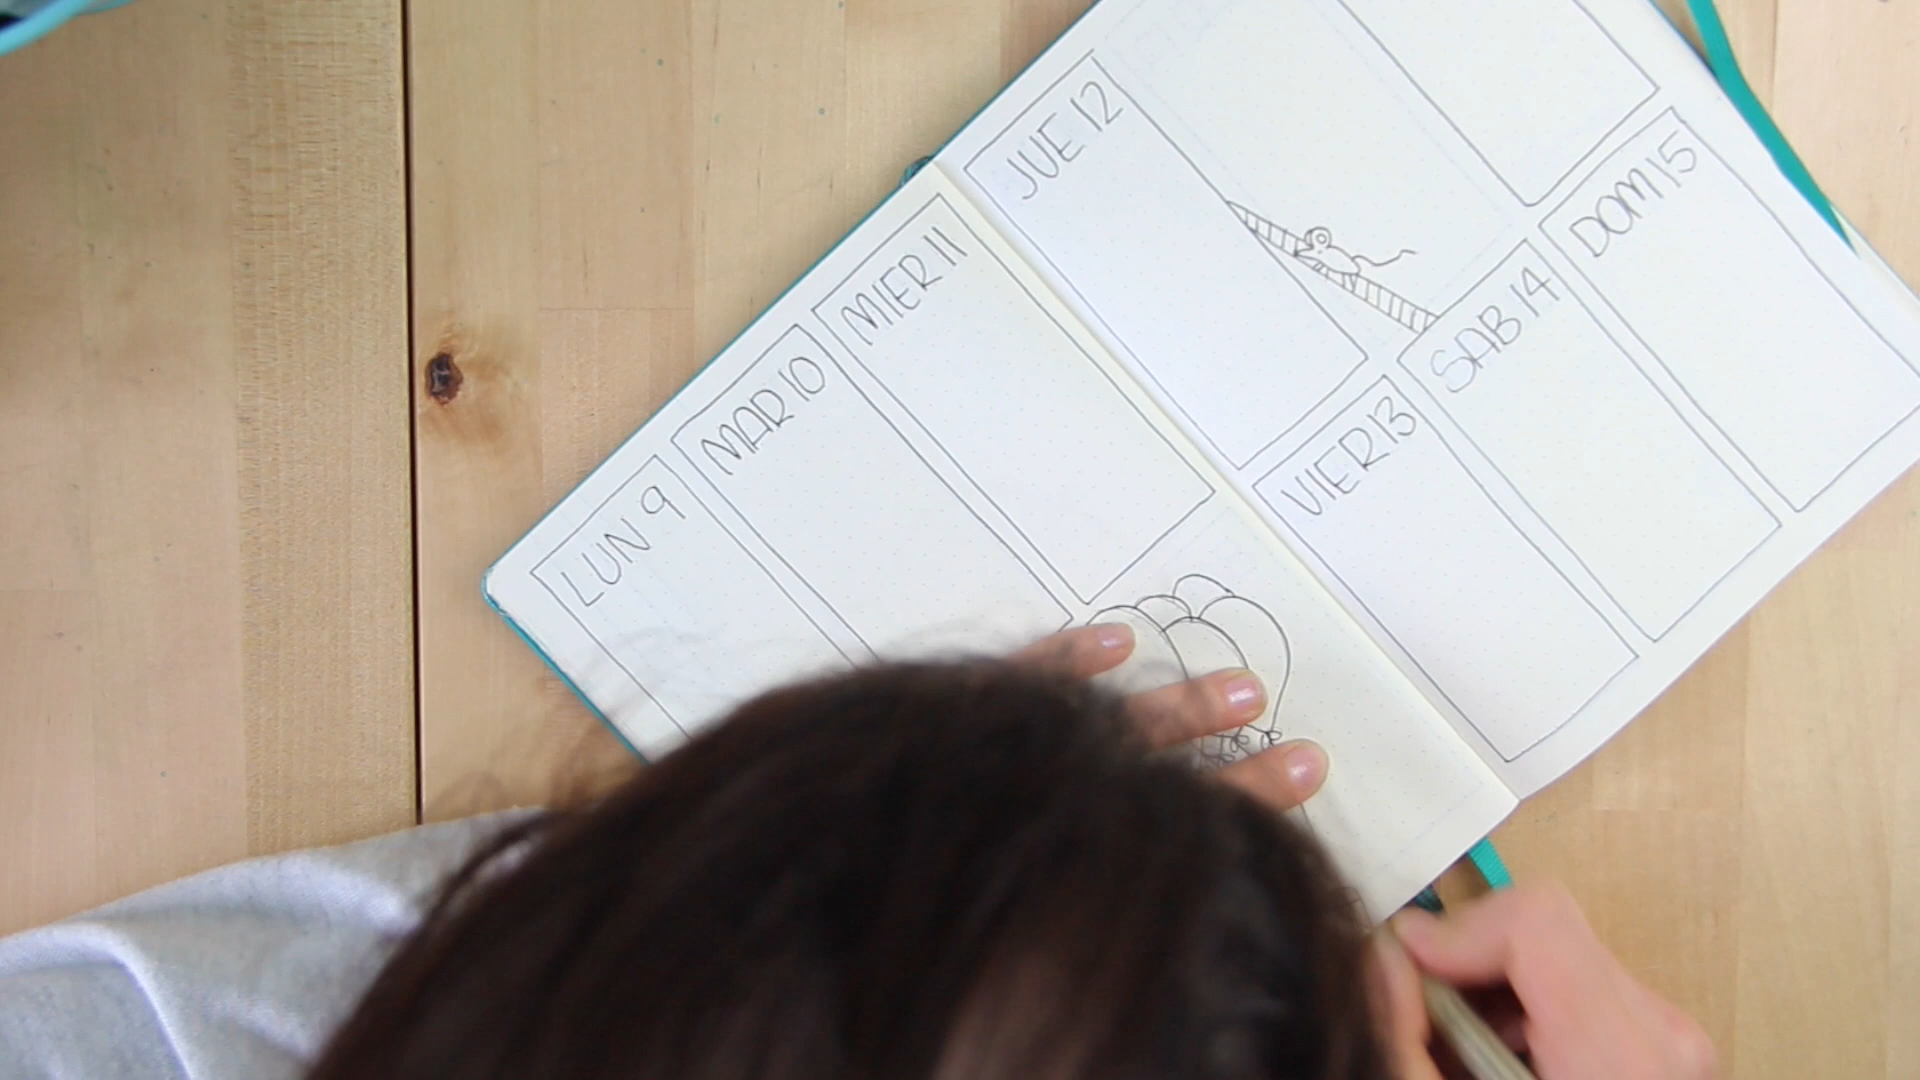 LUN 9
MAR 10
MIER 11
JUE 12
VIER 13
SAB 14
DOM 15